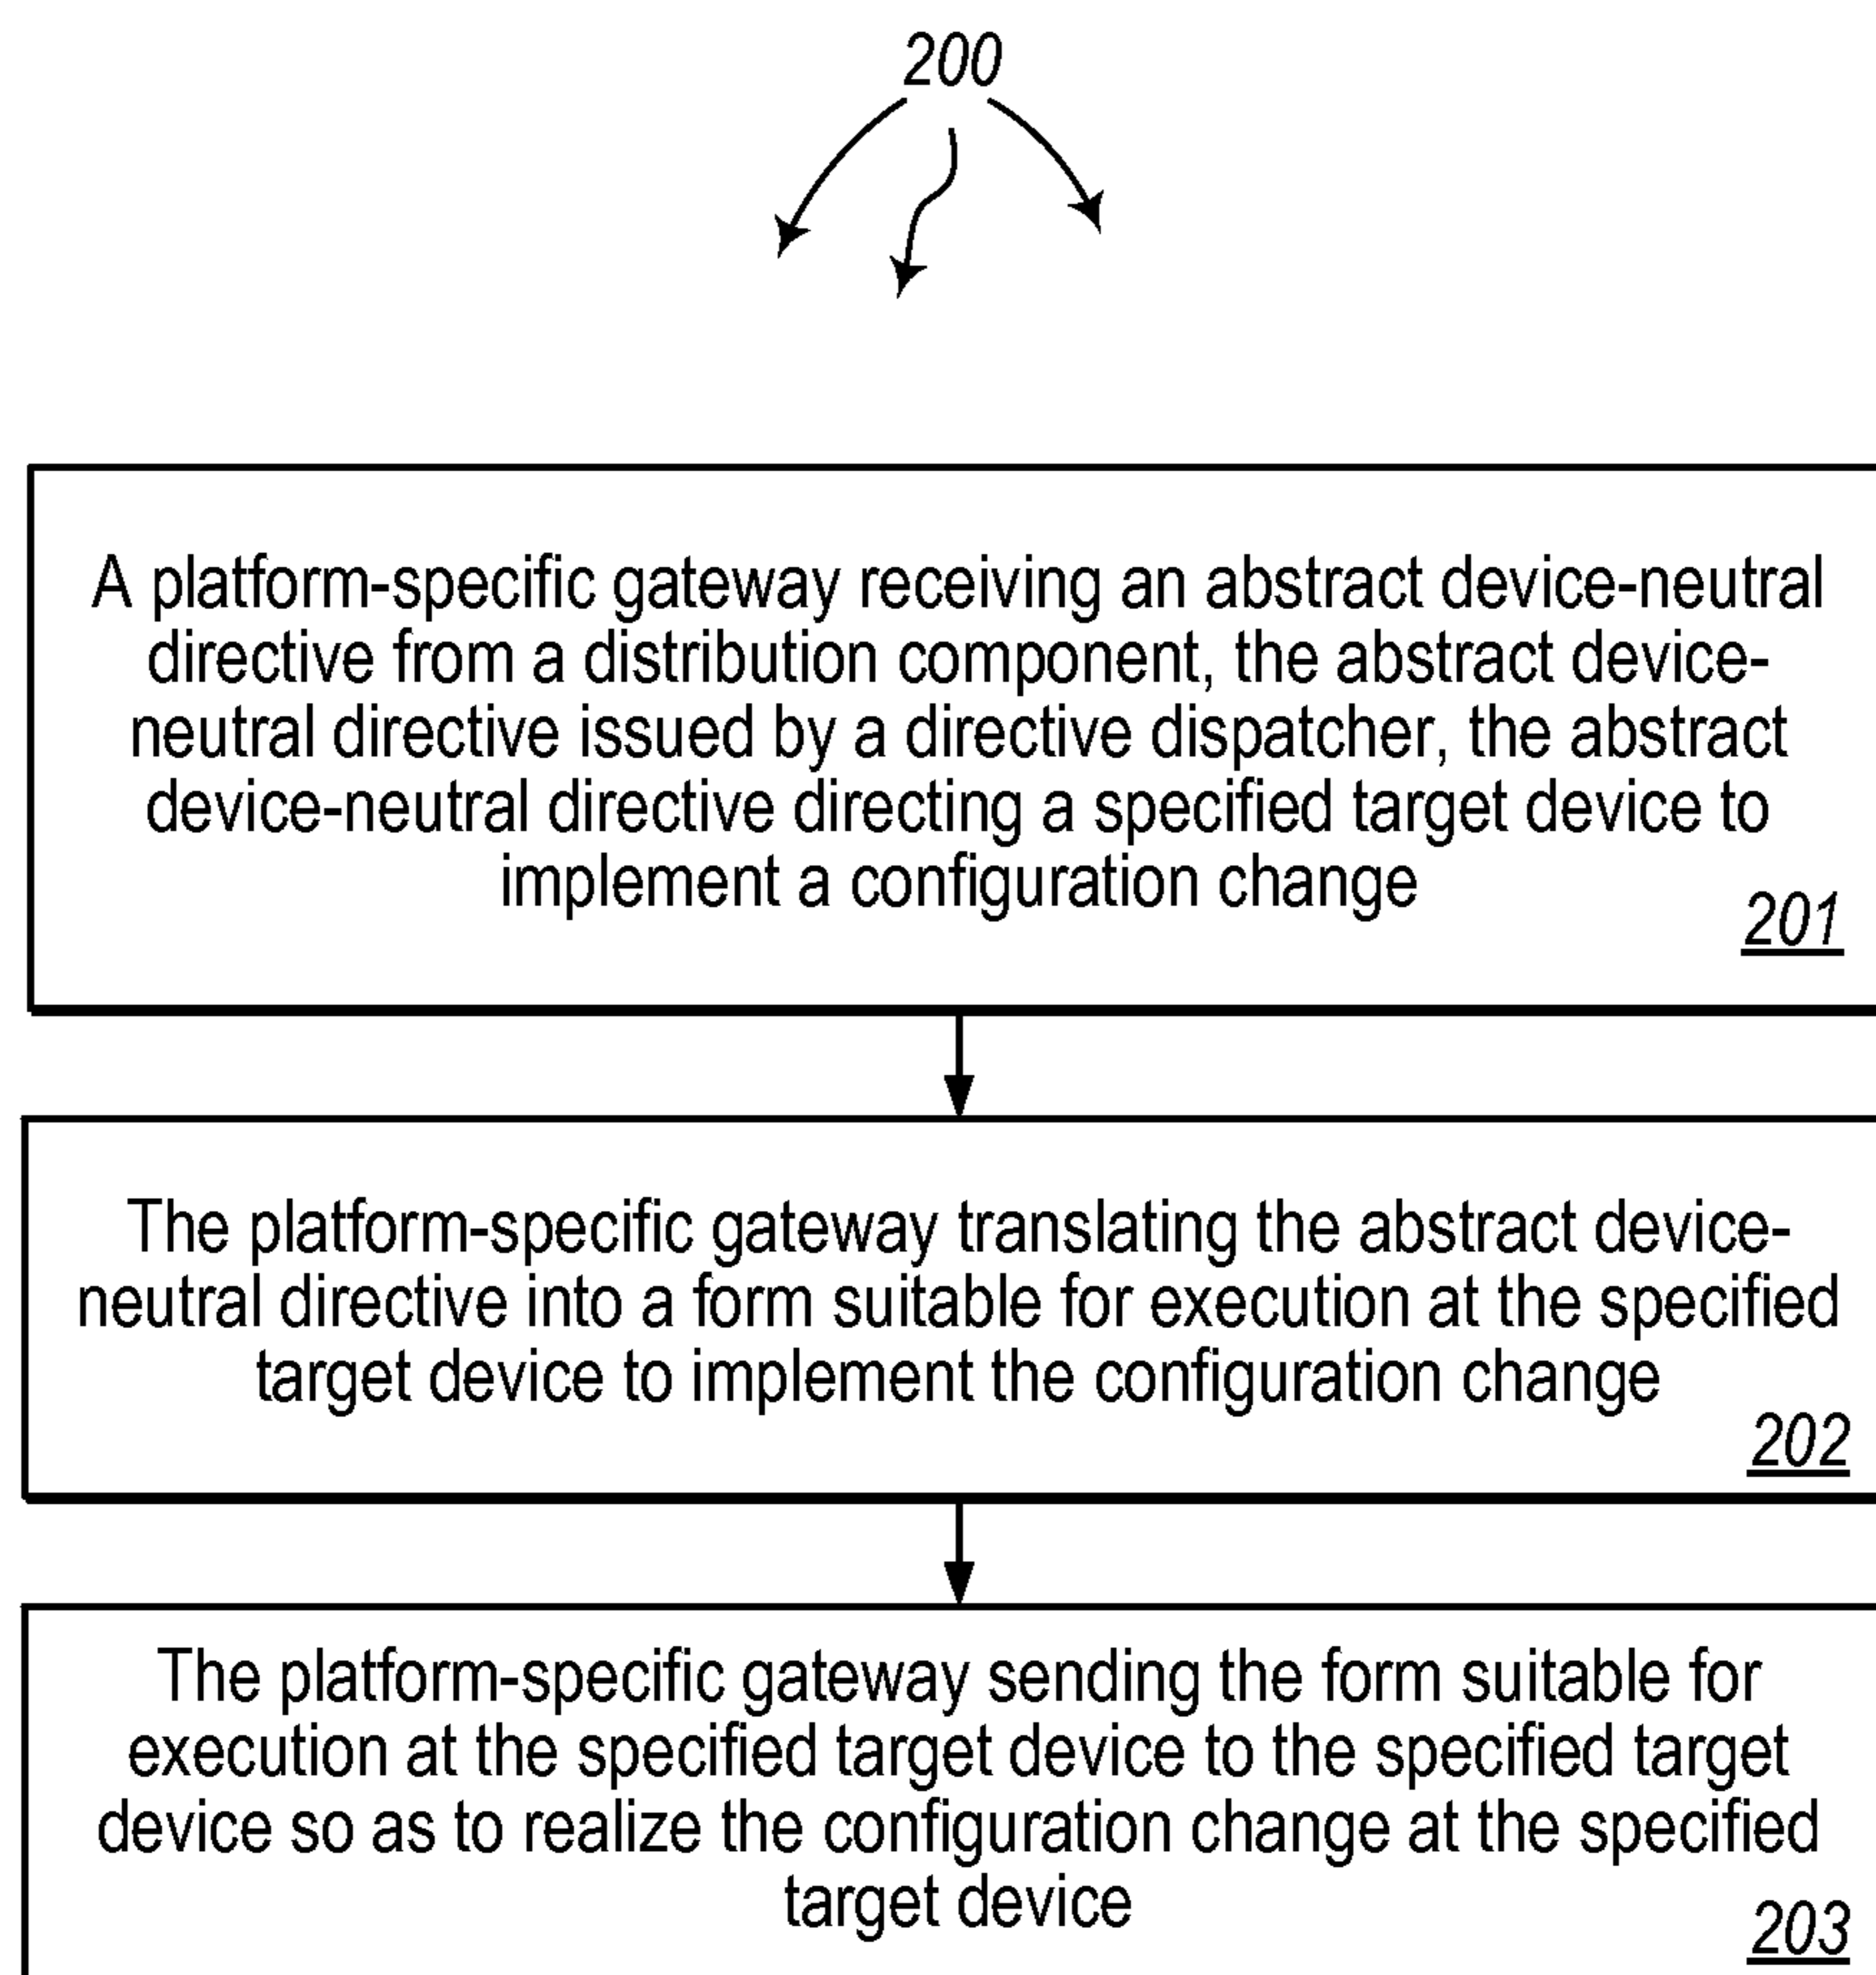 200
A platform-specific gateway receiving an abstract device-neutral
directive from a distribution component, the abstract device-
neutral directive issued by a directive dispatcher, the abstract
device-neutral directive directing a specified target device to
implement a configuration change
201
The platform-specific gateway translating the abstract device-
neutral directive into a form suitable for execution at the specified
target device to implement the configuration change
202
The platform-specific gateway sending the form suitable for
execution at the specified target device to the specified target
device so as to realize the configuration change at the specified
target device
203